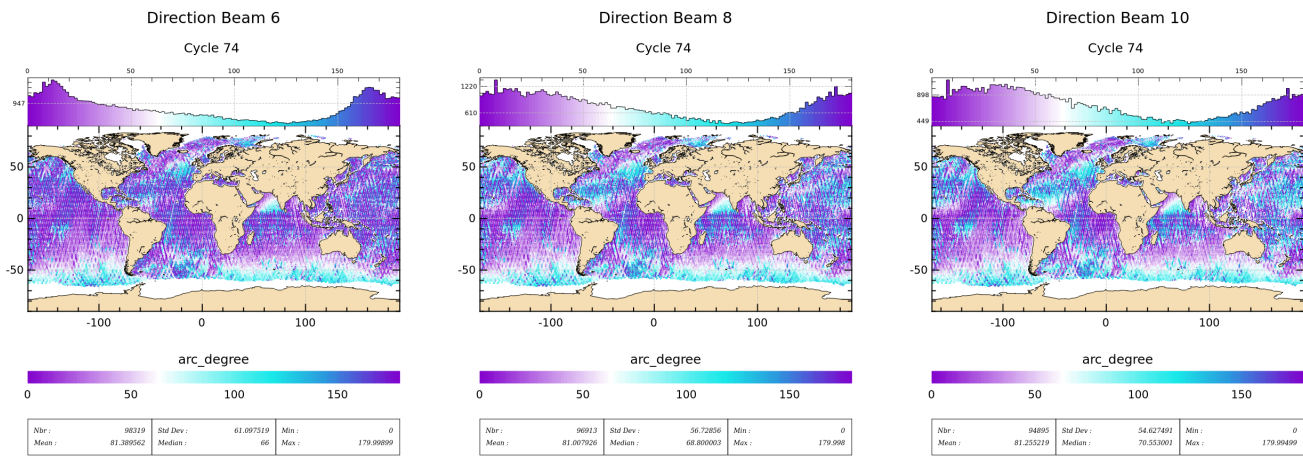 Direction Beam 6
Cycle 74
0 50 100 150
947
50
0
-50
-100 0 100
arc_degree
0 50 100 150
Nbr : 98319 Std Dev : 61.097519 Min : 0
Mean : 81.389562 Median : 66 Max : 179.99899
Direction Beam 8
Cycle 74
0 50 100 150
1220
610
50
0
-50
-100 0 100
arc_degree
0 50 100 150
Nbr : 96913 Std Dev : 56.72856 Min : 0
Mean : 81.007926 Median : 68.800003 Max : 179.998
Direction Beam 10
Cycle 74
0 50 100 150
898
449
50
0
-50
-100 0 100
arc_degree
0 50 100 150
Nbr : 94895 Std Dev : 54.627491 Min : 0
Mean : 81.255219 Median : 70.553001 Max : 179.99499